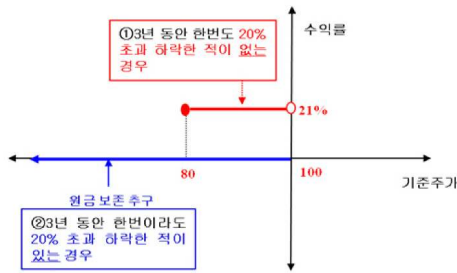 수익률
①3년 동안 한번도 20%
초과 하락한 적이 없는
경우
21%
80
100
기준주가
원금 보존 추구
②3년 동안 한번이라도
20% 초과 하락한 적이
있는 경우